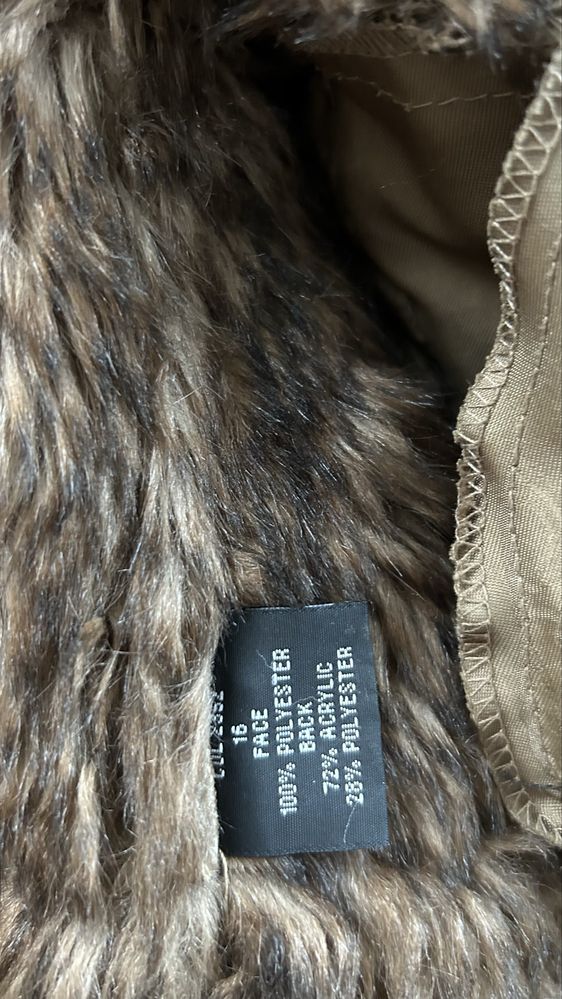 16
FACE
100% POLYESTER
BACK
72% ACRYLIC
28% POLYESTER